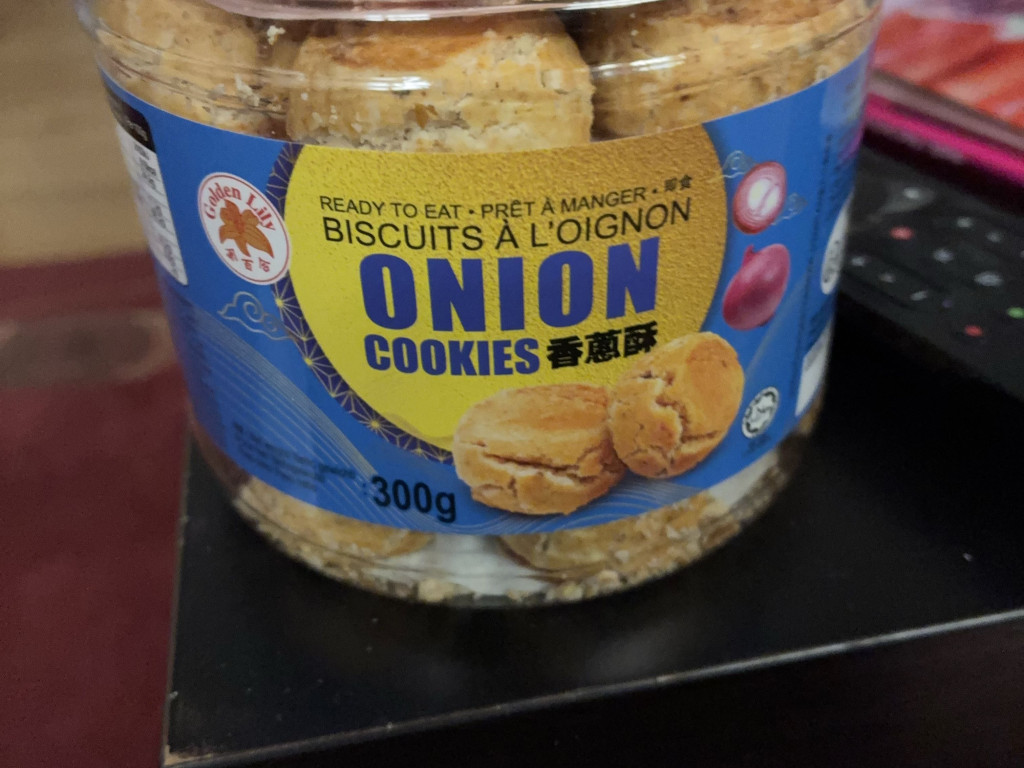 Golden Lily
READY TO EAT • PRÊT À MANGER • 即食
BISCUITS À L'OIGNON
ONION
COOKIES 香蔥酥
300g